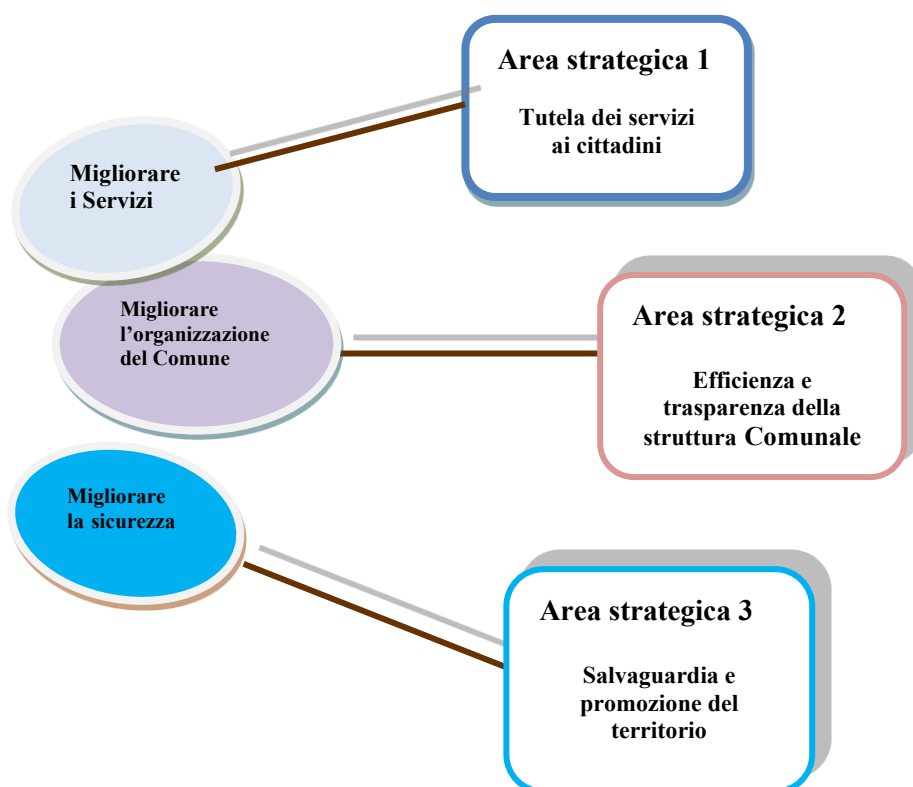 Migliorare
i Servizi
Area strategica 1
Tutela dei servizi
ai cittadini
Migliorare
l’organizzazione
del Comune
Area strategica 2
Efficienza e
trasparenza della
struttura Comunale
Migliorare
la sicurezza
Area strategica 3
Salvaguardia e
promozione del
territorio